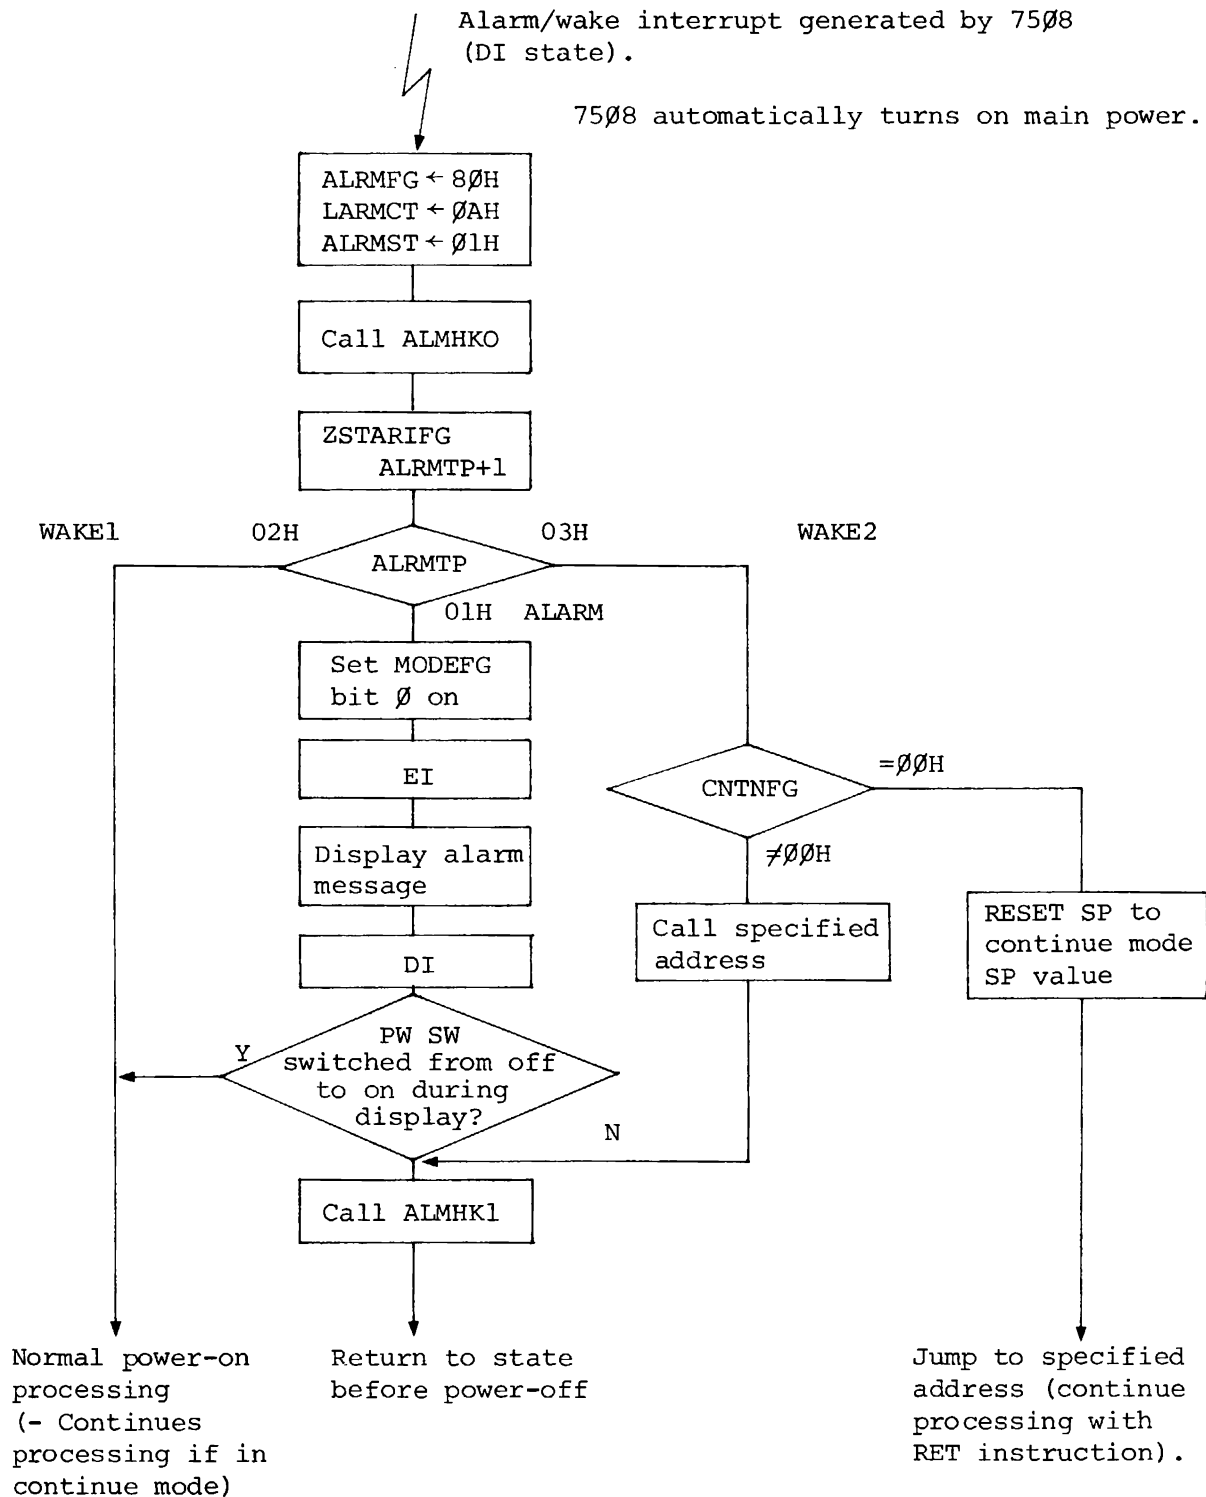 Alarm/wake interrupt generated by 75Ø8
(DI state).
75Ø8 automatically turns on main power.
ALRMFG ← 8ØH
LARMCT ← ØAH
ALRMST ← Ø1H
Call ALMHKO
ZSTARIFG
ALRMTP+1
WAKE1
O2H
O3H
WAKE2
ALRMTP
O1H ALARM
Set MODEFG
bit Ø on
EI
CNTNFG
=ØØH
≠ØØH
Display alarm
message
Call specified
address
RESET SP to
continue mode
SP value
DI
PW SW
switched from off
to on during
display?
Y
N
Call ALMHK1
Normal power-on
processing
(- Continues
processing if in
continue mode)
Return to state
before power-off
Jump to specified
address (continue
processing with
RET instruction).